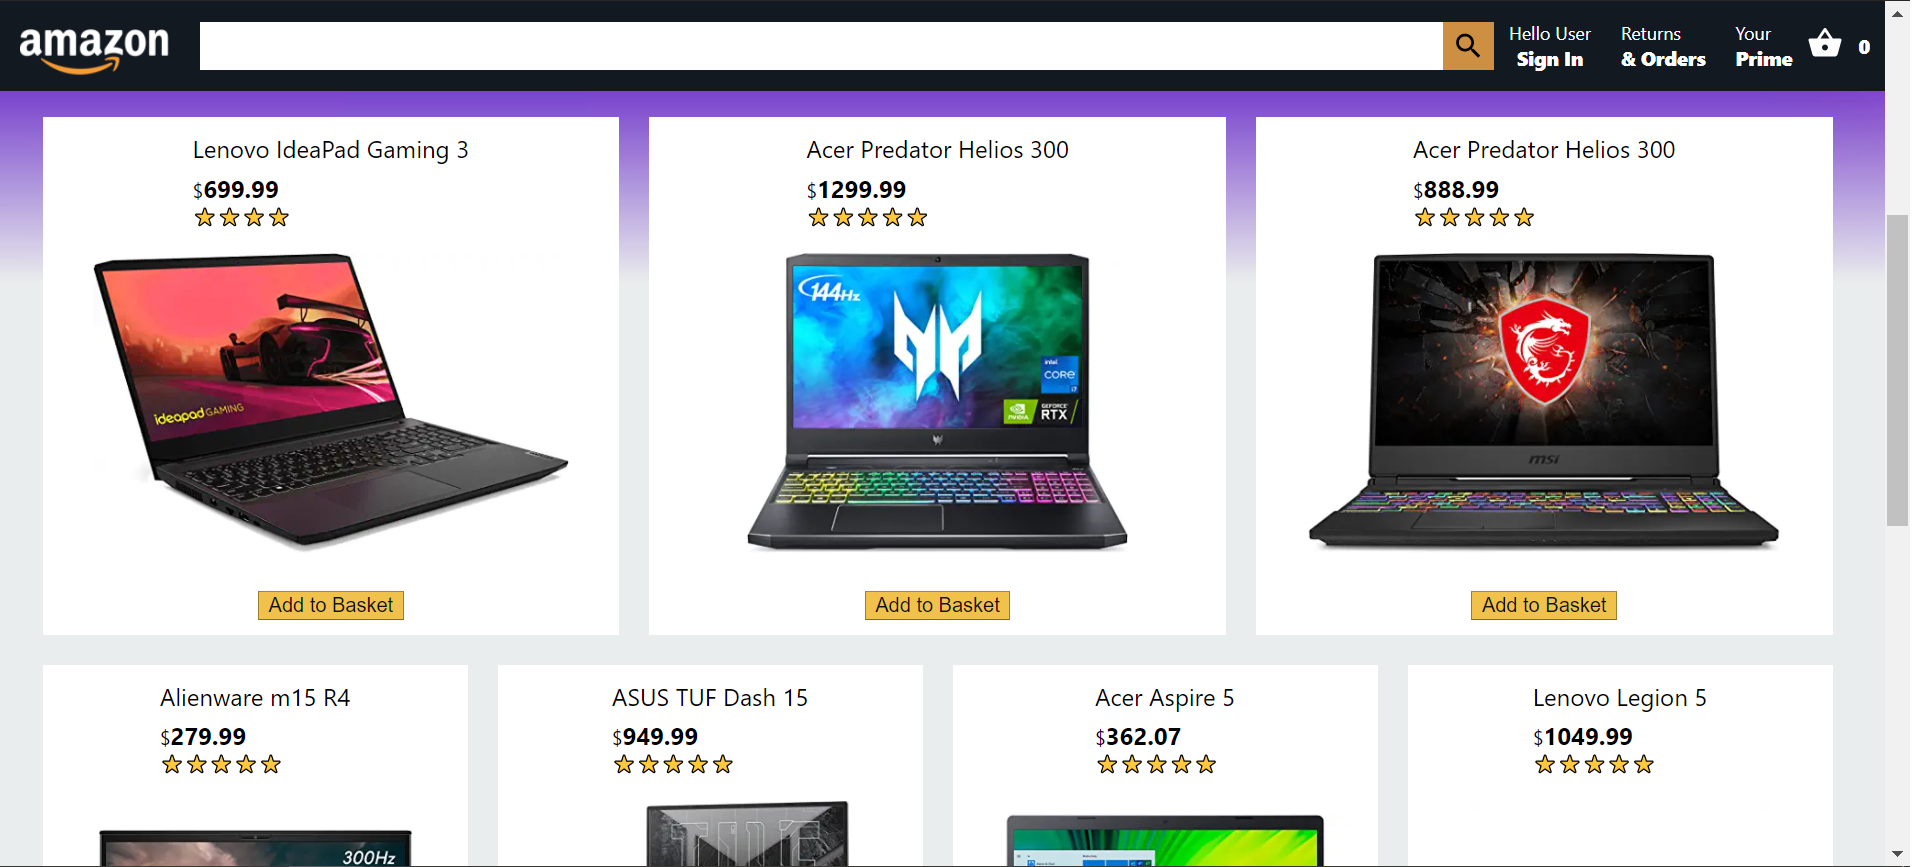 amazon
Hello User
Sign In
Returns
& Orders
Your
Prime
0
Lenovo IdeaPad Gaming 3
$699.99
ideapad GAMING
Add to Basket
Acer Predator Helios 300
$1299.99
144Hz
intel
CORE
i7
NVIDIA
GEFORCE
RTX
Add to Basket
Acer Predator Helios 300
$888.99
msi
Add to Basket
Alienware m15 R4
$279.99
300Hz
ASUS TUF Dash 15
$949.99
Acer Aspire 5
$362.07
Lenovo Legion 5
$1049.99